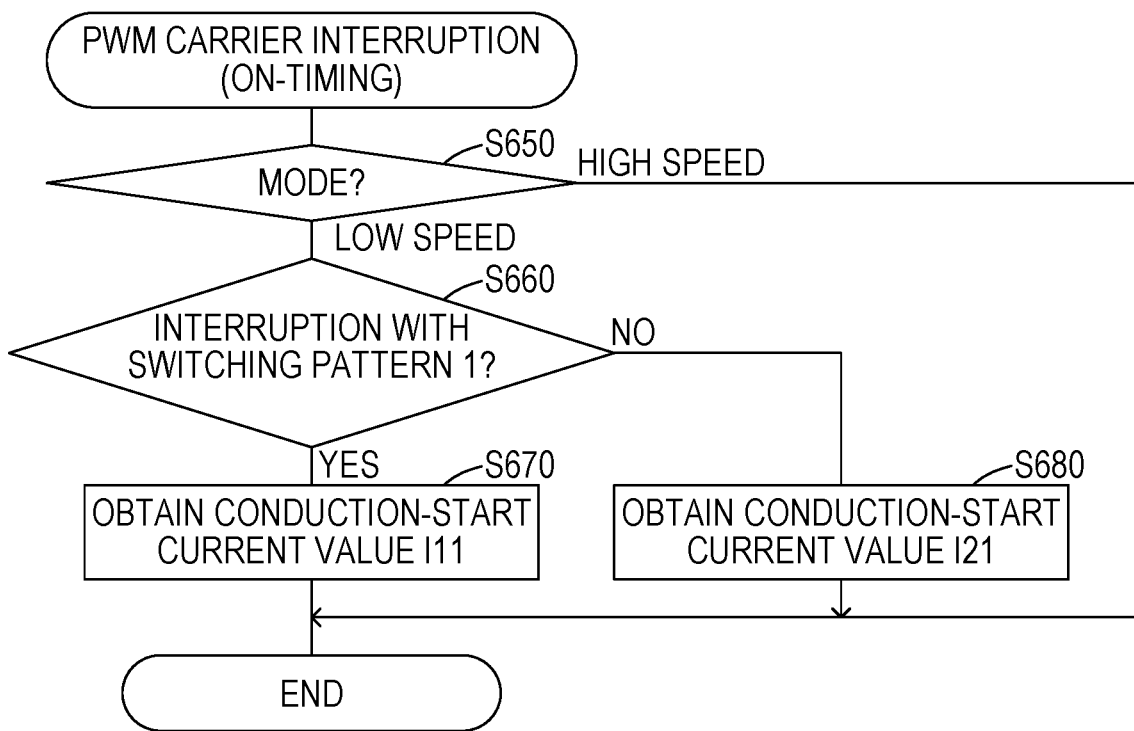 PWM CARRIER INTERRUPTION
(ON-TIMING)
S650
MODE?
HIGH SPEED
LOW SPEED
S660
INTERRUPTION WITH
SWITCHING PATTERN 1?
NO
YES
S670
S680
OBTAIN CONDUCTION-START
CURRENT VALUE I11
OBTAIN CONDUCTION-START
CURRENT VALUE I21
END